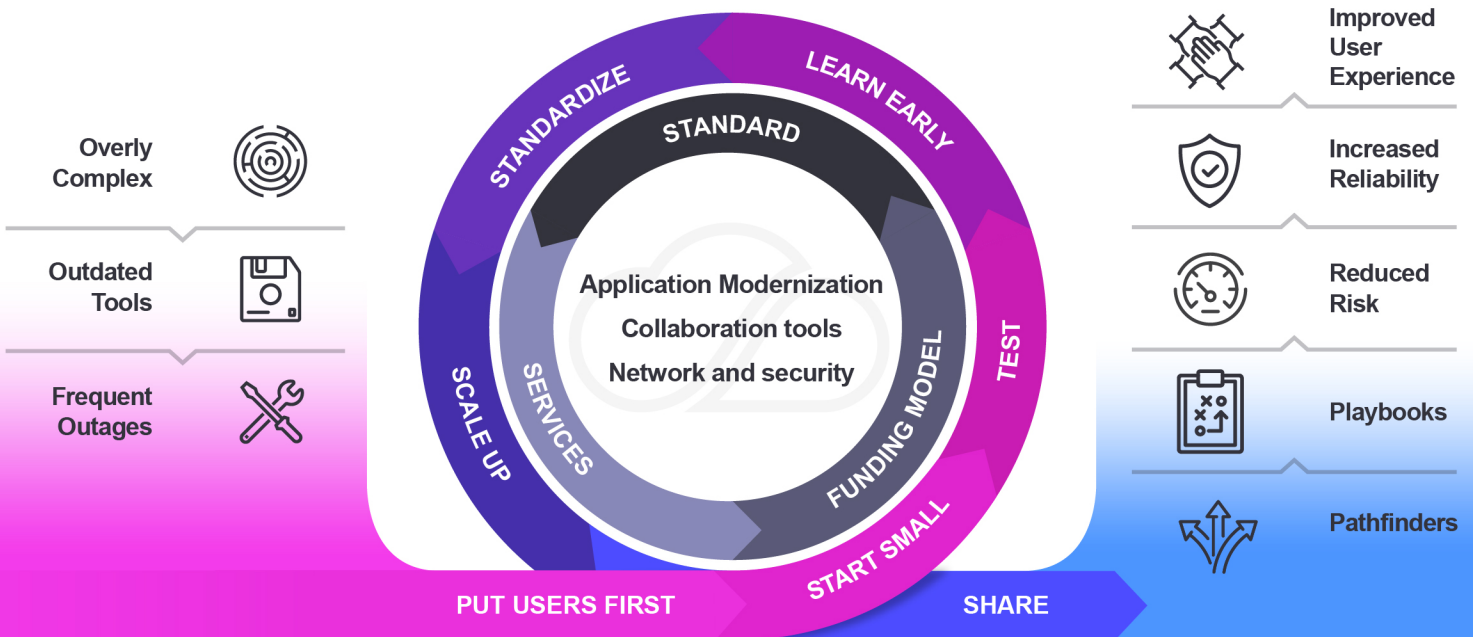 Overly
Complex
Outdated
Tools
Frequent
Outages
PUT USERS FIRST
START SMALL
TEST
LEARN EARLY
STANDARDIZE
SCALE UP
SHARE
STANDARD
SERVICES
FUNDING MODEL
Application Modernization
Collaboration tools
Network and security
Improved
User
Experience
Increased
Reliability
Reduced
Risk
Playbooks
Pathfinders